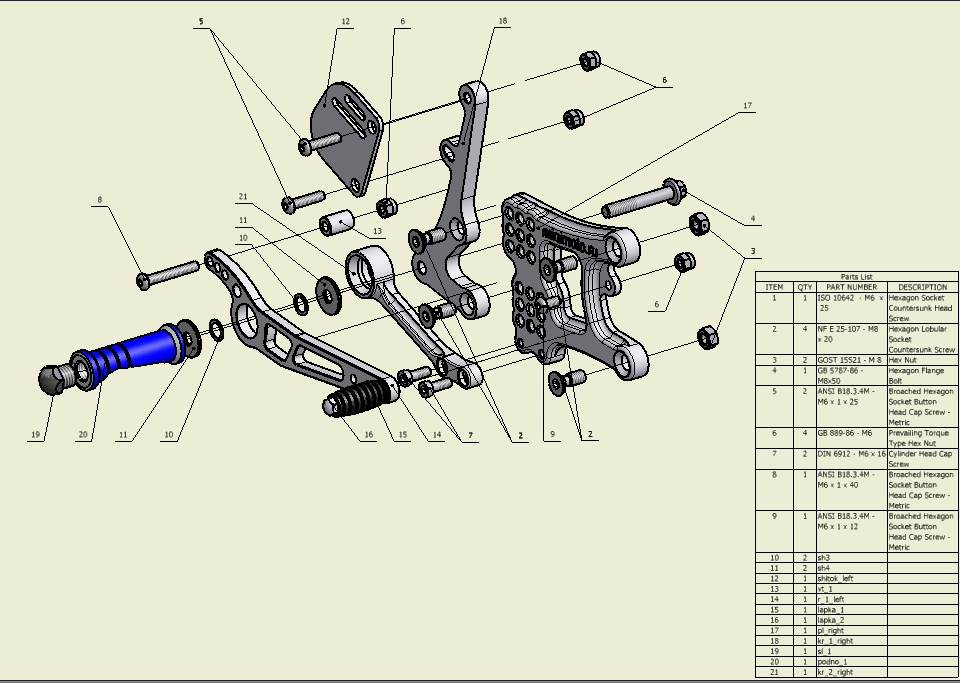 5
12
6
18
6
17
8
21
11
10
13
4
3
6
19
20
11
10
16
15
14
7
2
9
2
Parts List
ITEM QTY PART NUMBER DESCRIPTION
1 1 ISO 10642 - M6 x Hexagon Socket
25 Countersunk Head
Screw
2 4 NF E 25-107 - M8 Hexagon Lobular
x 20 Socket
Countersunk Screw
3 2 GOST 15521 - M 8 Hex Nut
4 1 GB 5787-86 - Hexagon Flange
M8x50 Bolt
5 2 ANSI B18.3.4M - Broached Hexagon
M6 x 1 x 25 Socket Button
Head Cap Screw -
Metric
6 4 GB 889-86 - M6 Prevailing Torque
Type Hex Nut
7 2 DIN 6912 - M6 x 16 Cylinder Head Cap
Screw
8 1 ANSI B18.3.4M - Broached Hexagon
M6 x 1 x 40 Socket Button
Head Cap Screw -
Metric
9 1 ANSI B18.3.4M - Broached Hexagon
M6 x 1 x 12 Socket Button
Head Cap Screw -
Metric
10 2 sh3
11 2 sh4
12 1 shitok_left
13 1 vt_1
14 1 r_1_left
15 1 lapka_1
16 1 lapka_2
17 1 pl_right
18 1 kr_1_right
19 1 sl_1
20 1 podno_1
21 1 kr_2_right